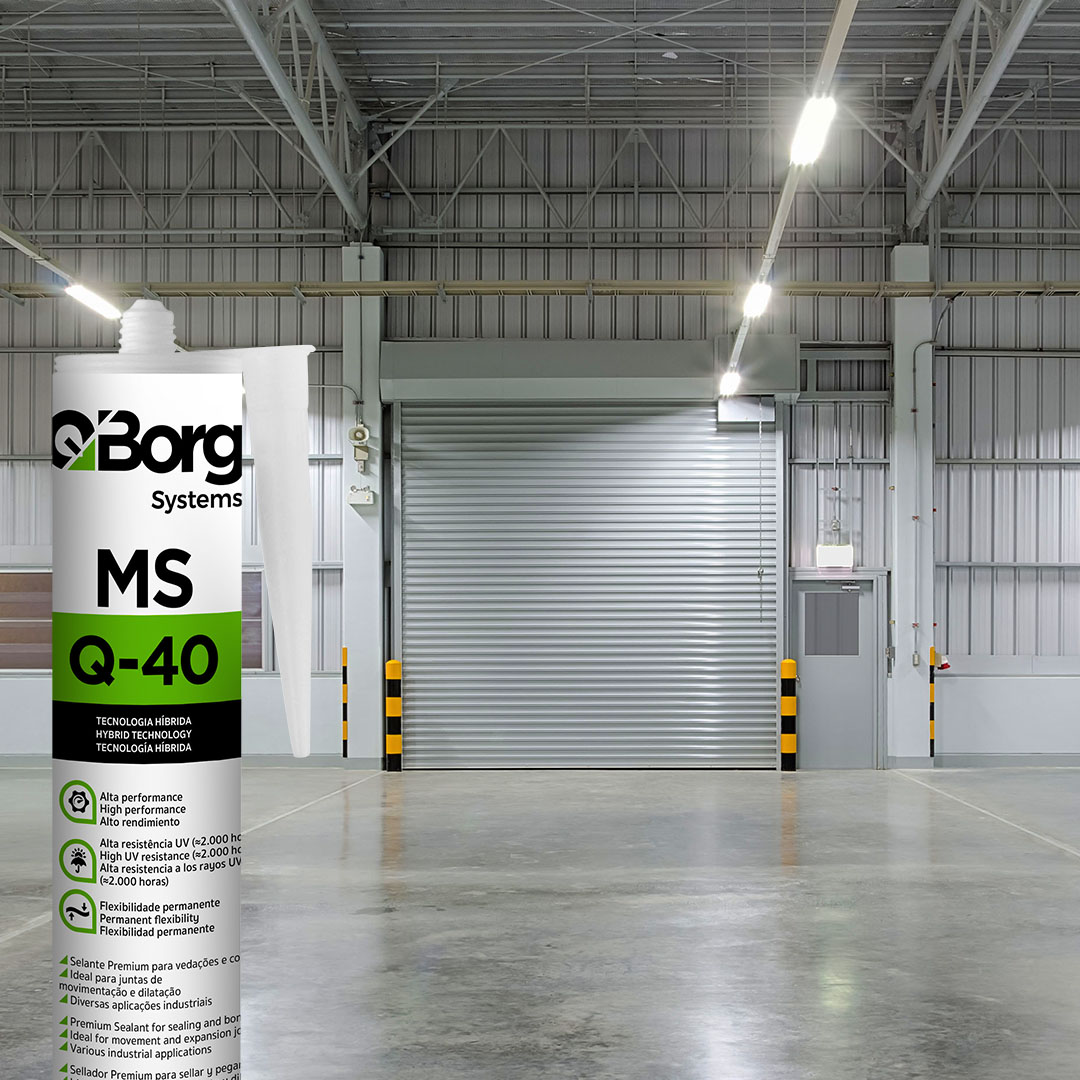 QBorg
Systems
MS
Q-40
TECNOLOGIA HÍBRIDA
HYBRID TECHNOLOGY
TECNOLOGÍA HÍBRIDA
Alta performance
High performance
Alto rendimiento
Alta resistência UV (≈2.000 ho
High UV resistance (≈2.000 ho
Alta resistencia a los rayos UV
(≈2.000 horas)
Flexibilidade permanente
Permanent flexibility
Flexibilidad permanente
Selante Premium para vedações e co
Ideal para juntas de
movimentação e dilatação
Diversas aplicações industriais
Premium Sealant for sealing and bon
Ideal for movement and expansion jo
Various industrial applications
Sellador Premium para sellar y pegar